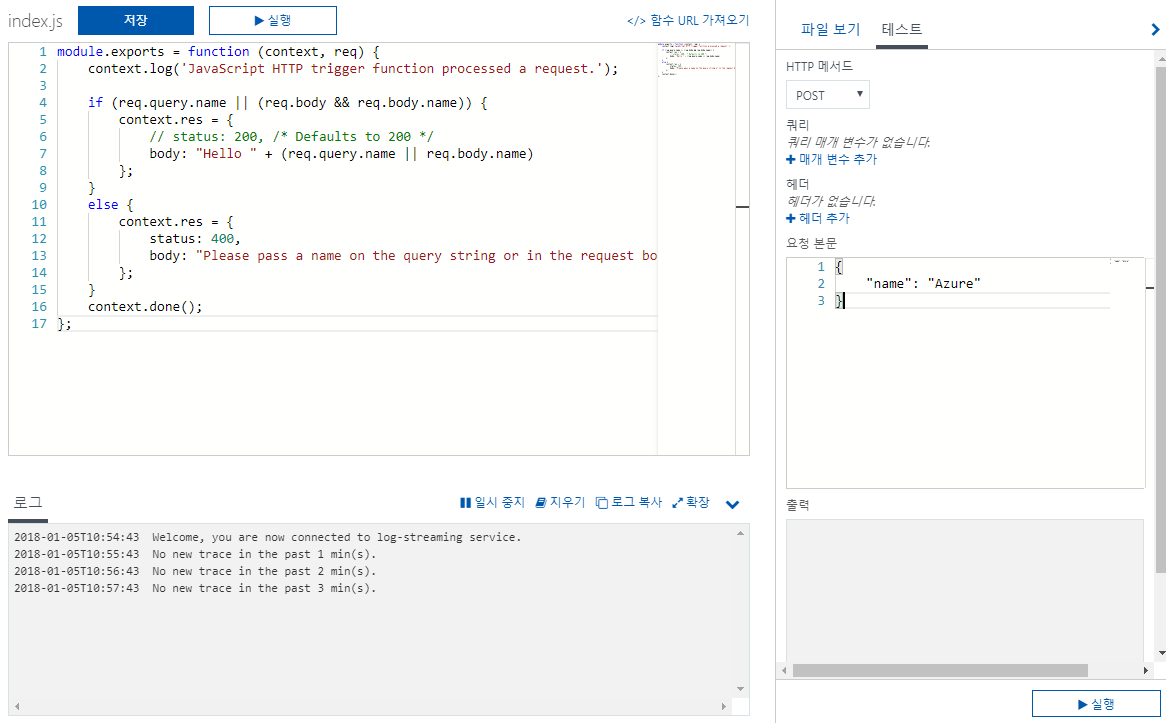 index.js 저장 실행 </> 함수 URL 가져오기
1 module.exports = function (context, req) {
2 context.log('JavaScript HTTP trigger function processed a request.');
3
4 if (req.query.name || (req.body && req.body.name)) {
5 context.res = {
6 // status: 200, /* Defaults to 200 */
7 body: "Hello " + (req.query.name || req.body.name)
8 };
9 }
10 else {
11 context.res = {
12 status: 400,
13 body: "Please pass a name on the query string or in the request bo
14 };
15 }
16 context.done();
17 };
로그 일시 중지 지우기 로그 복사 확장
2018-01-05T10:54:43 Welcome, you are now connected to log-streaming service.
2018-01-05T10:55:43 No new trace in the past 1 min(s).
2018-01-05T10:56:43 No new trace in the past 2 min(s).
2018-01-05T10:57:43 No new trace in the past 3 min(s).
파일 보기 테스트
HTTP 메서드
POST
쿼리
쿼리 매개 변수가 없습니다.
매개 변수 추가
헤더
헤더가 없습니다.
헤더 추가
요청 본문
1 {
2 "name": "Azure"
3 }
출력
실행